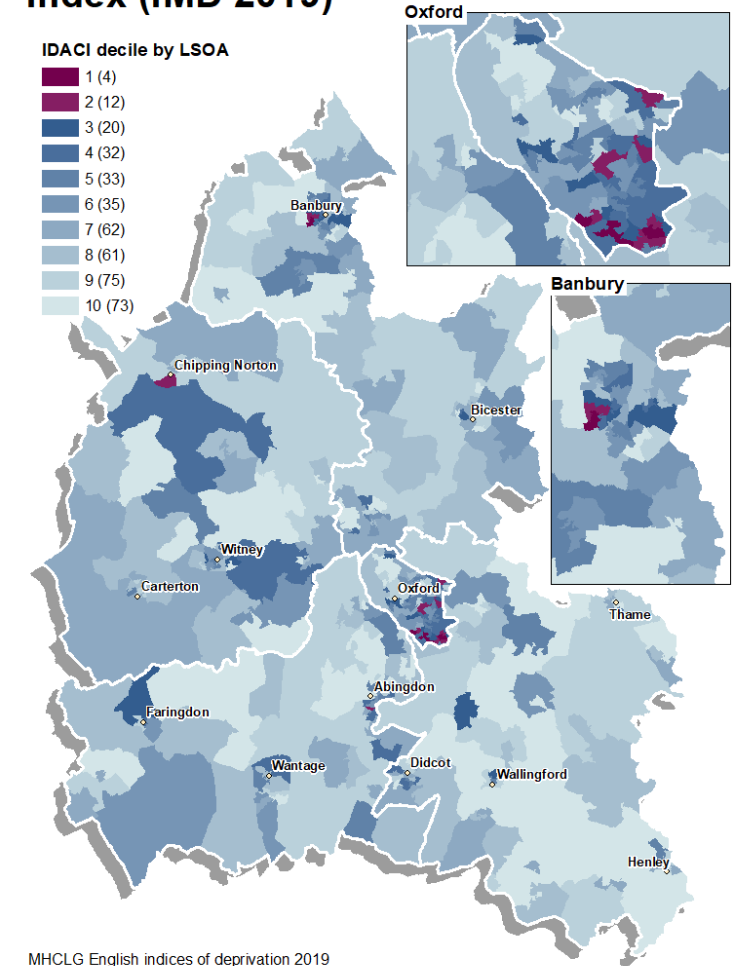 Index (IMD 2019)
Oxford
IDACI decile by LSOA
1 (4)
2 (12)
3 (20)
4 (32)
5 (33)
6 (35)
7 (62)
8 (61)
9 (75)
10 (73)
Banbury
Banbury
Chipping Norton
Bicester
Witney
Carterton
Oxford
Thame
Abingdon
Faringdon
Wantage
Didcot
Wallingford
Henley
MHCLG English indices of deprivation 2019